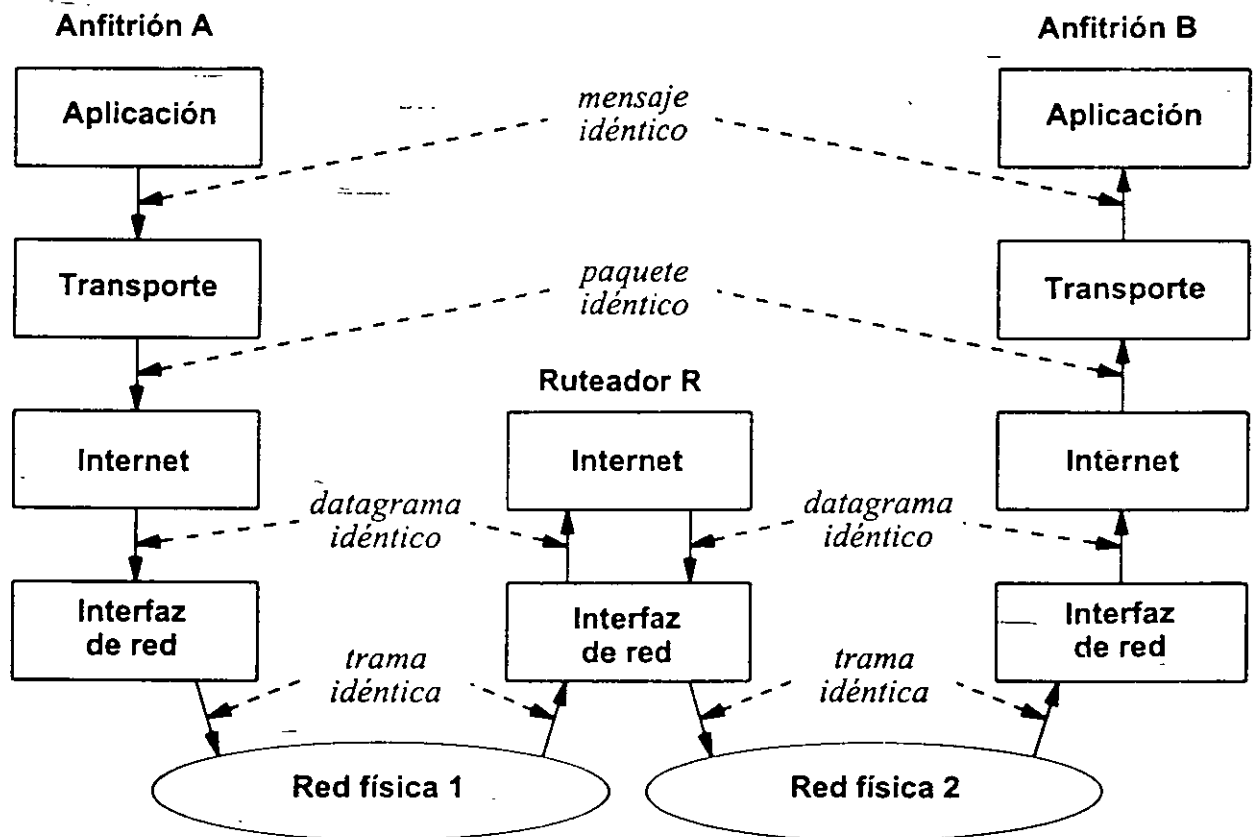 Anfitrión A
Anfitrión B
Aplicación
mensaje
idéntico
Aplicación
Transporte
paquete
idéntico
Transporte
Ruteador R
Internet
Internet
Internet
datagrama
idéntico
datagrama
idéntico
Interfaz
de red
Interfaz
de red
Interfaz
de red
trama
idéntica
trama
idéntica
Red física 1
Red física 2